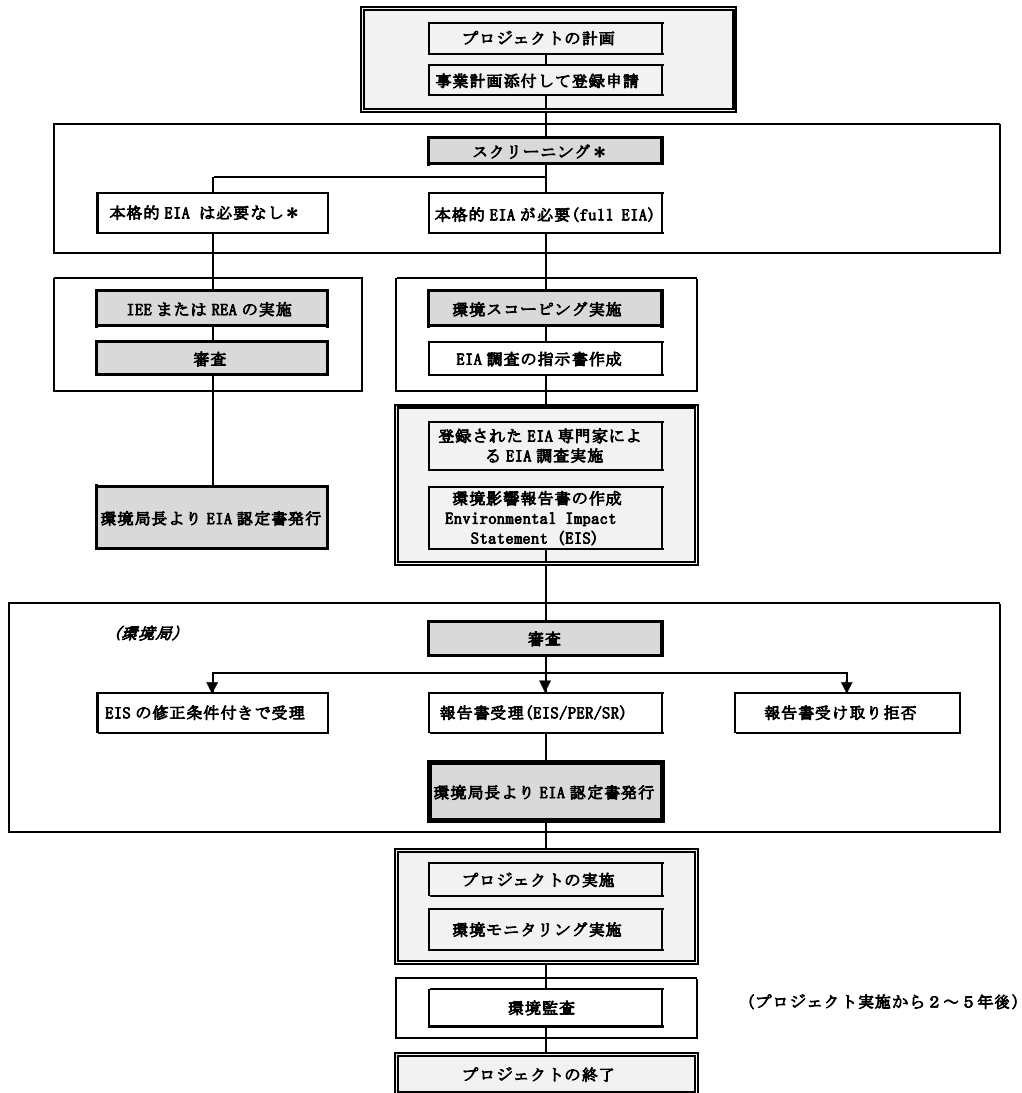 プロジェクトの計画
事業計画添付して登録申請
スクリーニング＊
本格的 EIA は必要なし＊
本格的 EIA が必要(full EIA)
IEE または REA の実施
環境スコーピング実施
審査
EIA 調査の指示書作成
登録された EIA 専門家によ
る EIA 調査実施
環境局長より EIA 認定書発行
環境影響報告書の作成
Environmental Impact
Statement (EIS)
(環境局)
審査
EIS の修正条件付きで受理
報告書受理(EIS/PER/SR)
報告書受け取り拒否
環境局長より EIA 認定書発行
プロジェクトの実施
環境モニタリング実施
環境監査
(プロジェクト実施から２～５年後)
プロジェクトの終了